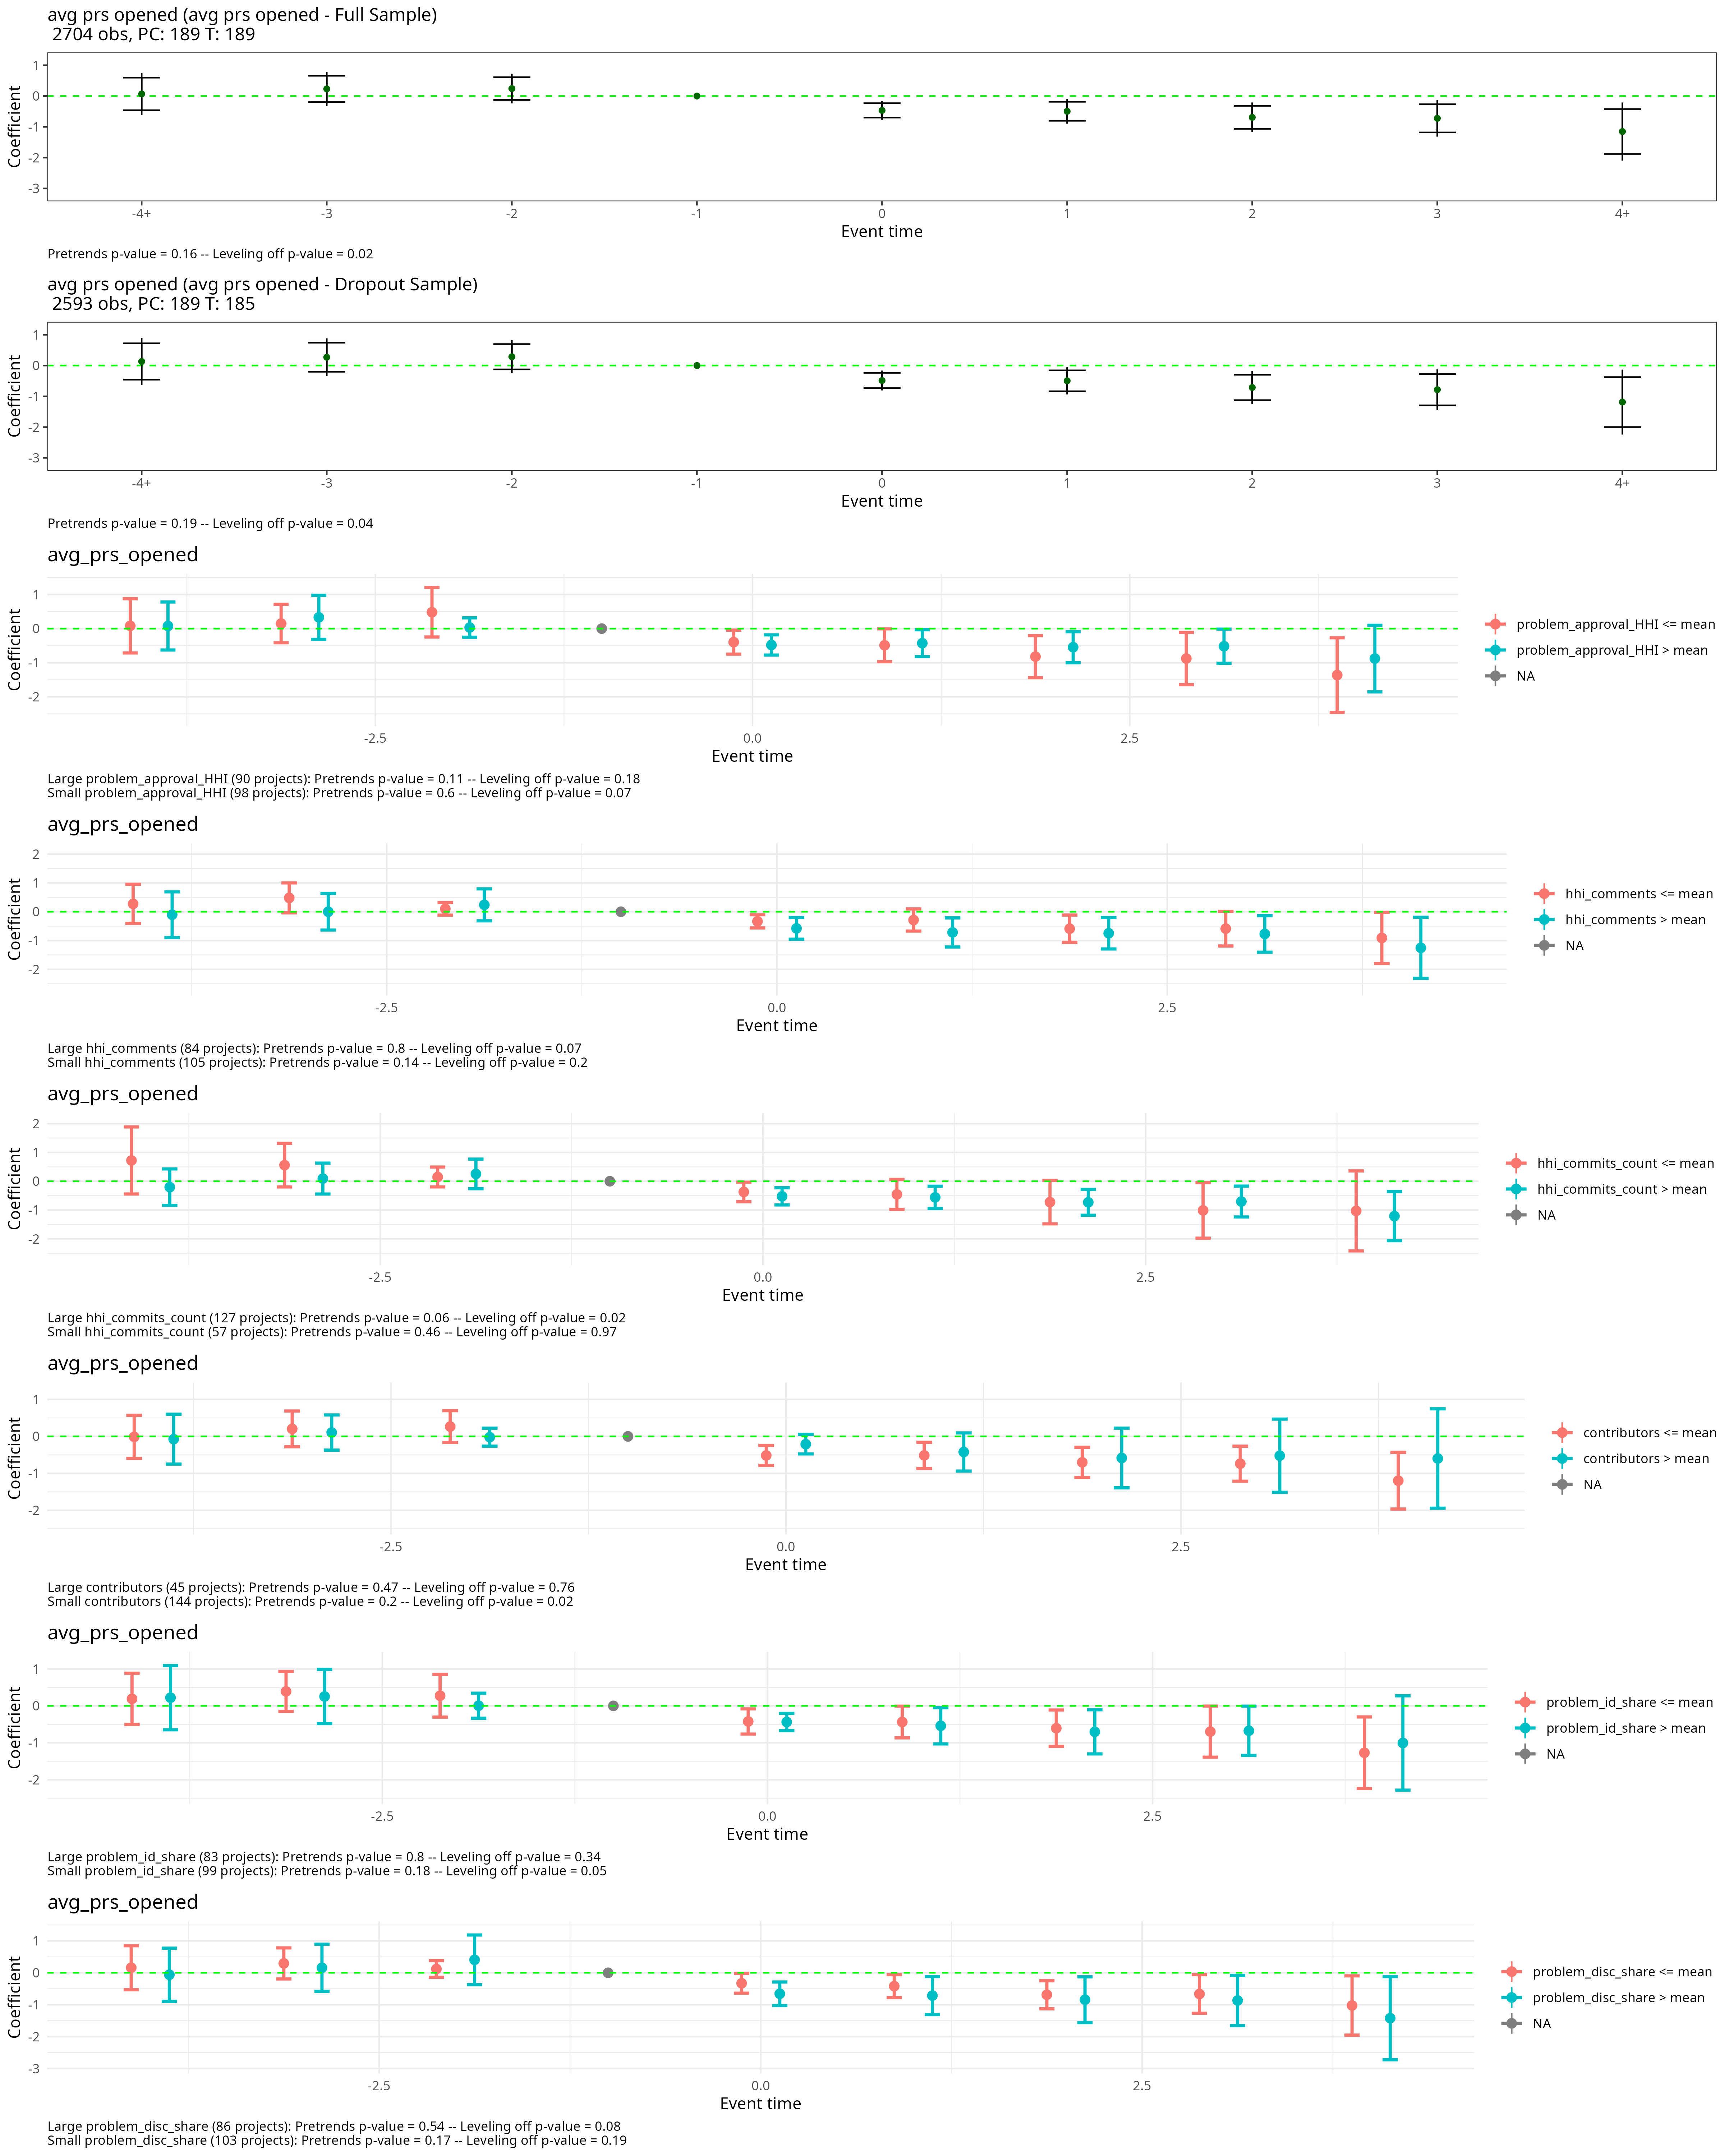 avg prs opened (avg prs opened - Full Sample)
2704 obs, PC: 189 T: 189
Coefficient
1
0
-1
-2
-3
-4+ -3 -2 -1 0 1 2 3 4+
Event time
Pretrends p-value = 0.16 -- Leveling off p-value = 0.02
avg prs opened (avg prs opened - Dropout Sample)
2593 obs, PC: 189 T: 185
Coefficient
1
0
-1
-2
-3
-4+ -3 -2 -1 0 1 2 3 4+
Event time
Pretrends p-value = 0.19 -- Leveling off p-value = 0.04
avg_prs_opened
Coefficient
1
0
-1
-2
-2.5 0.0 2.5
Event time
problem_approval_HHI <= mean
problem_approval_HHI > mean
NA
Large problem_approval_HHI (90 projects): Pretrends p-value = 0.11 -- Leveling off p-value = 0.18
Small problem_approval_HHI (98 projects): Pretrends p-value = 0.6 -- Leveling off p-value = 0.07
avg_prs_opened
Coefficient
2
1
0
-1
-2
-2.5 0.0 2.5
Event time
hhi_comments <= mean
hhi_comments > mean
NA
Large hhi_comments (84 projects): Pretrends p-value = 0.8 -- Leveling off p-value = 0.07
Small hhi_comments (105 projects): Pretrends p-value = 0.14 -- Leveling off p-value = 0.2
avg_prs_opened
Coefficient
2
1
0
-1
-2
-2.5 0.0 2.5
Event time
hhi_commits_count <= mean
hhi_commits_count > mean
NA
Large hhi_commits_count (127 projects): Pretrends p-value = 0.06 -- Leveling off p-value = 0.02
Small hhi_commits_count (57 projects): Pretrends p-value = 0.46 -- Leveling off p-value = 0.97
avg_prs_opened
Coefficient
1
0
-1
-2
-2.5 0.0 2.5
Event time
contributors <= mean
contributors > mean
NA
Large contributors (45 projects): Pretrends p-value = 0.47 -- Leveling off p-value = 0.76
Small contributors (144 projects): Pretrends p-value = 0.2 -- Leveling off p-value = 0.02
avg_prs_opened
Coefficient
1
0
-1
-2
-2.5 0.0 2.5
Event time
problem_id_share <= mean
problem_id_share > mean
NA
Large problem_id_share (83 projects): Pretrends p-value = 0.8 -- Leveling off p-value = 0.34
Small problem_id_share (99 projects): Pretrends p-value = 0.18 -- Leveling off p-value = 0.05
avg_prs_opened
Coefficient
1
0
-1
-2
-3
-2.5 0.0 2.5
Event time
problem_disc_share <= mean
problem_disc_share > mean
NA
Large problem_disc_share (86 projects): Pretrends p-value = 0.54 -- Leveling off p-value = 0.08
Small problem_disc_share (103 projects): Pretrends p-value = 0.17 -- Leveling off p-value = 0.19